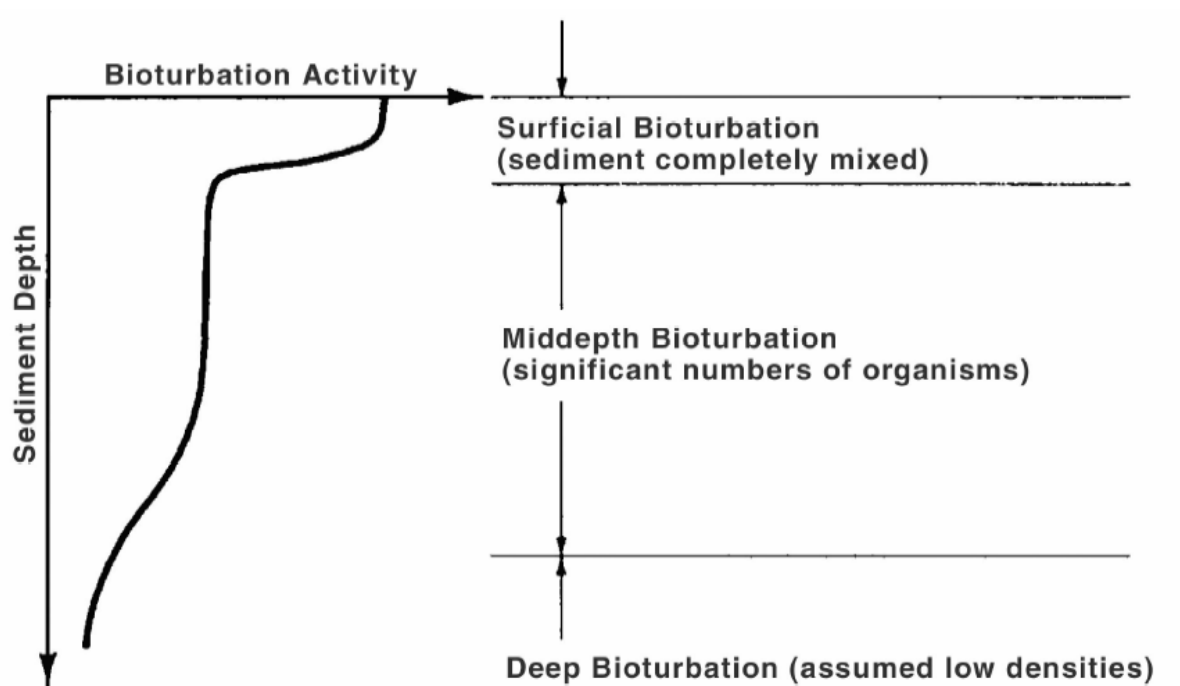 Bioturbation Activity
Sediment Depth
Surficial Bioturbation
(sediment completely mixed)
Middepth Bioturbation
(significant numbers of organisms)
Deep Bioturbation (assumed low densities)